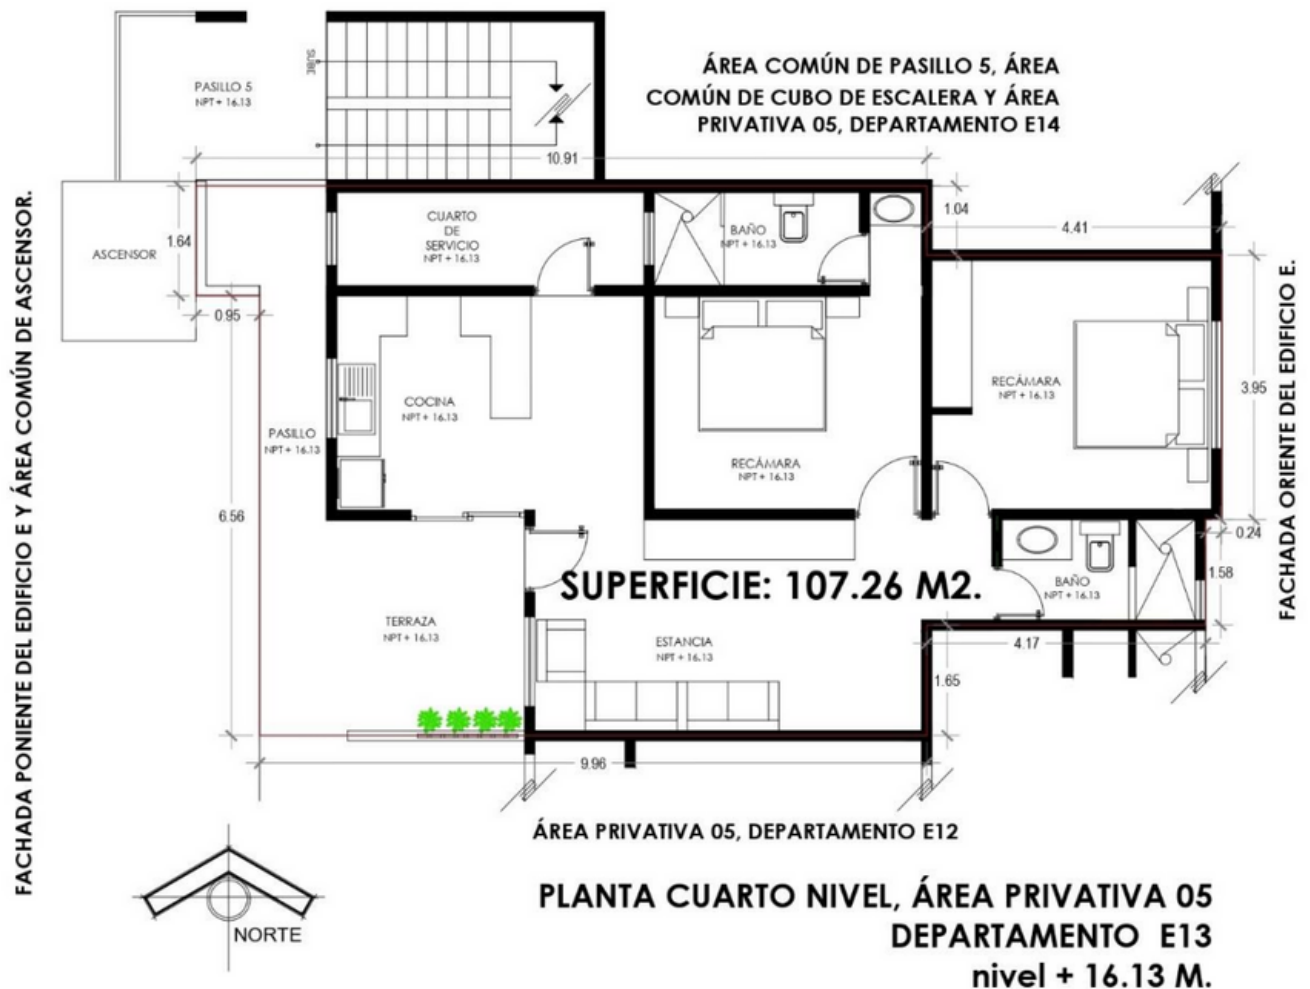 PASILLO 5
NPT+ 16.13
SUBE
ÁREA COMÚN DE PASILLO 5, ÁREA
COMÚN DE CUBO DE ESCALERA Y ÁREA
PRIVATIVA 05, DEPARTAMENTO E14
10.91
1.04
4.41
ASCENSOR
1.64
0.95
CUARTO
DE
SERVICIO
NPT + 16.13
BAÑO
NPT + 16.13
COCINA
NPT + 16.13
PASILLO
NPT + 16.13
RECÁMARA
NPT + 16.13
RECÁMARA
NPT + 16.13
3.95
6.56
0.24
1.58
SUPERFICIE: 107.26 M2.
BAÑO
NPT + 16.13
TERRAZA
NPT + 16.13
ESTANCIA
NPT + 16.13
4.17
1.65
9.96
FACHADA PONIENTE DEL EDIFICIO E Y ÁREA COMÚN DE ASCENSOR.
FACHADA ORIENTE DEL EDIFICIO E.
ÁREA PRIVATIVA 05, DEPARTAMENTO E12
NORTE
PLANTA CUARTO NIVEL, ÁREA PRIVATIVA 05
DEPARTAMENTO E13
nivel + 16.13 M.